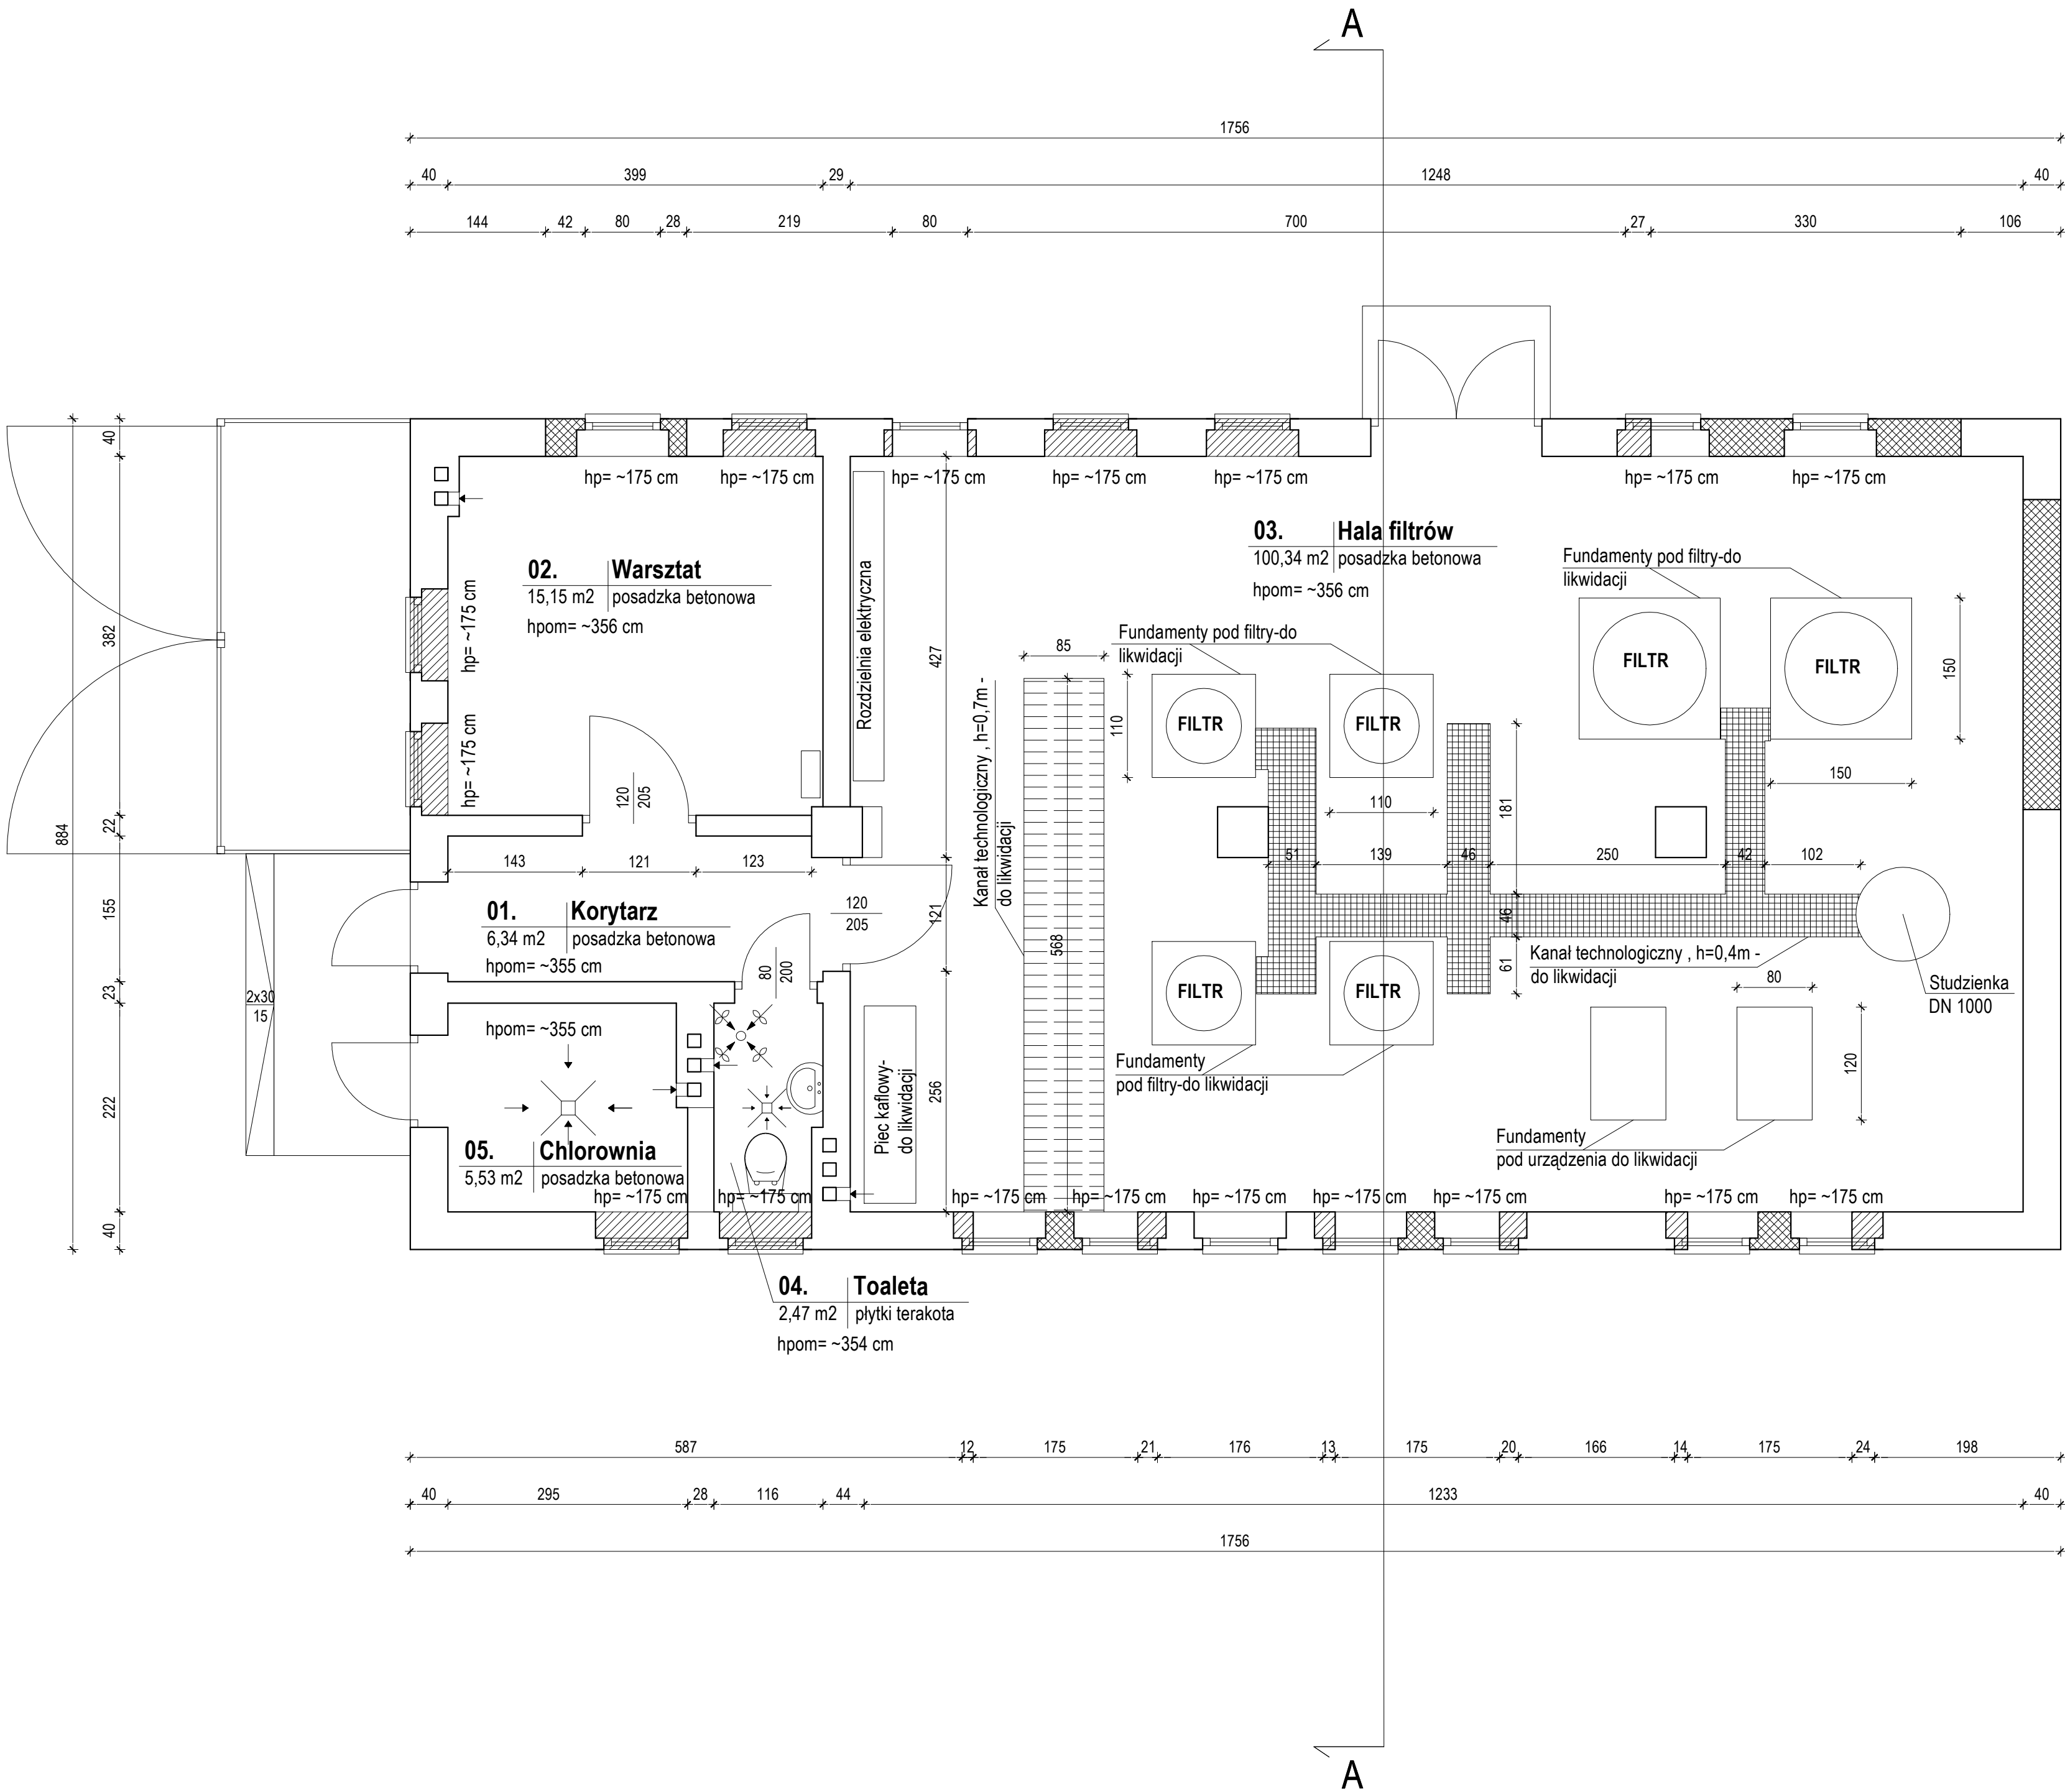 A
1756
40 399 29 1248 40
144 42 80 28 219 80 700 27 330 106
hp= ~175 cm hp= ~175 cm hp= ~175 cm hp= ~175 cm hp= ~175 cm hp= ~175 cm hp= ~175 cm
02. Warsztat
15,15 m2 posadzka betonowa
hpom= ~356 cm
hp= ~175 cm
hp= ~175 cm
120
205
Rozdzielnia elektryczna
03. Hala filtrów
100,34 m2 posadzka betonowa
hpom= ~356 cm
Fundamenty pod filtry-do
likwidacji
FILTR
FILTR
150
150
Fundamenty pod filtry-do
likwidacji
85
427
Kanał technologiczny , h=0,7m -
do likwidacji
568
110
FILTR
FILTR
110
181
51 139 46 250 42 102
46
61
884
40
382
22
155
23
222
40
143 121 123
01. Korytarz
6,34 m2 posadzka betonowa
hpom= ~355 cm
120
205
121
80
200
2x30
15
hpom= ~355 cm
05. Chlorownia
5,53 m2 posadzka betonowa
hp= ~175 cm
hp= ~175 cm
256
Piec kaflowy-
do likwidacji
FILTR
FILTR
Fundamenty
pod filtry-do likwidacji
Kanał technologiczny , h=0,4m -
do likwidacji
80
120
Studzienka
DN 1000
Fundamenty
pod urządzenia do likwidacji
hp= ~175 cm hp= ~175 cm hp= ~175 cm hp= ~175 cm hp= ~175 cm hp= ~175 cm hp= ~175 cm
04. Toaleta
2,47 m2 płytki terakota
hpom= ~354 cm
587 12 175 21 176 13 175 20 166 14 175 24 198
40 295 28 116 44 1233 40
1756
A